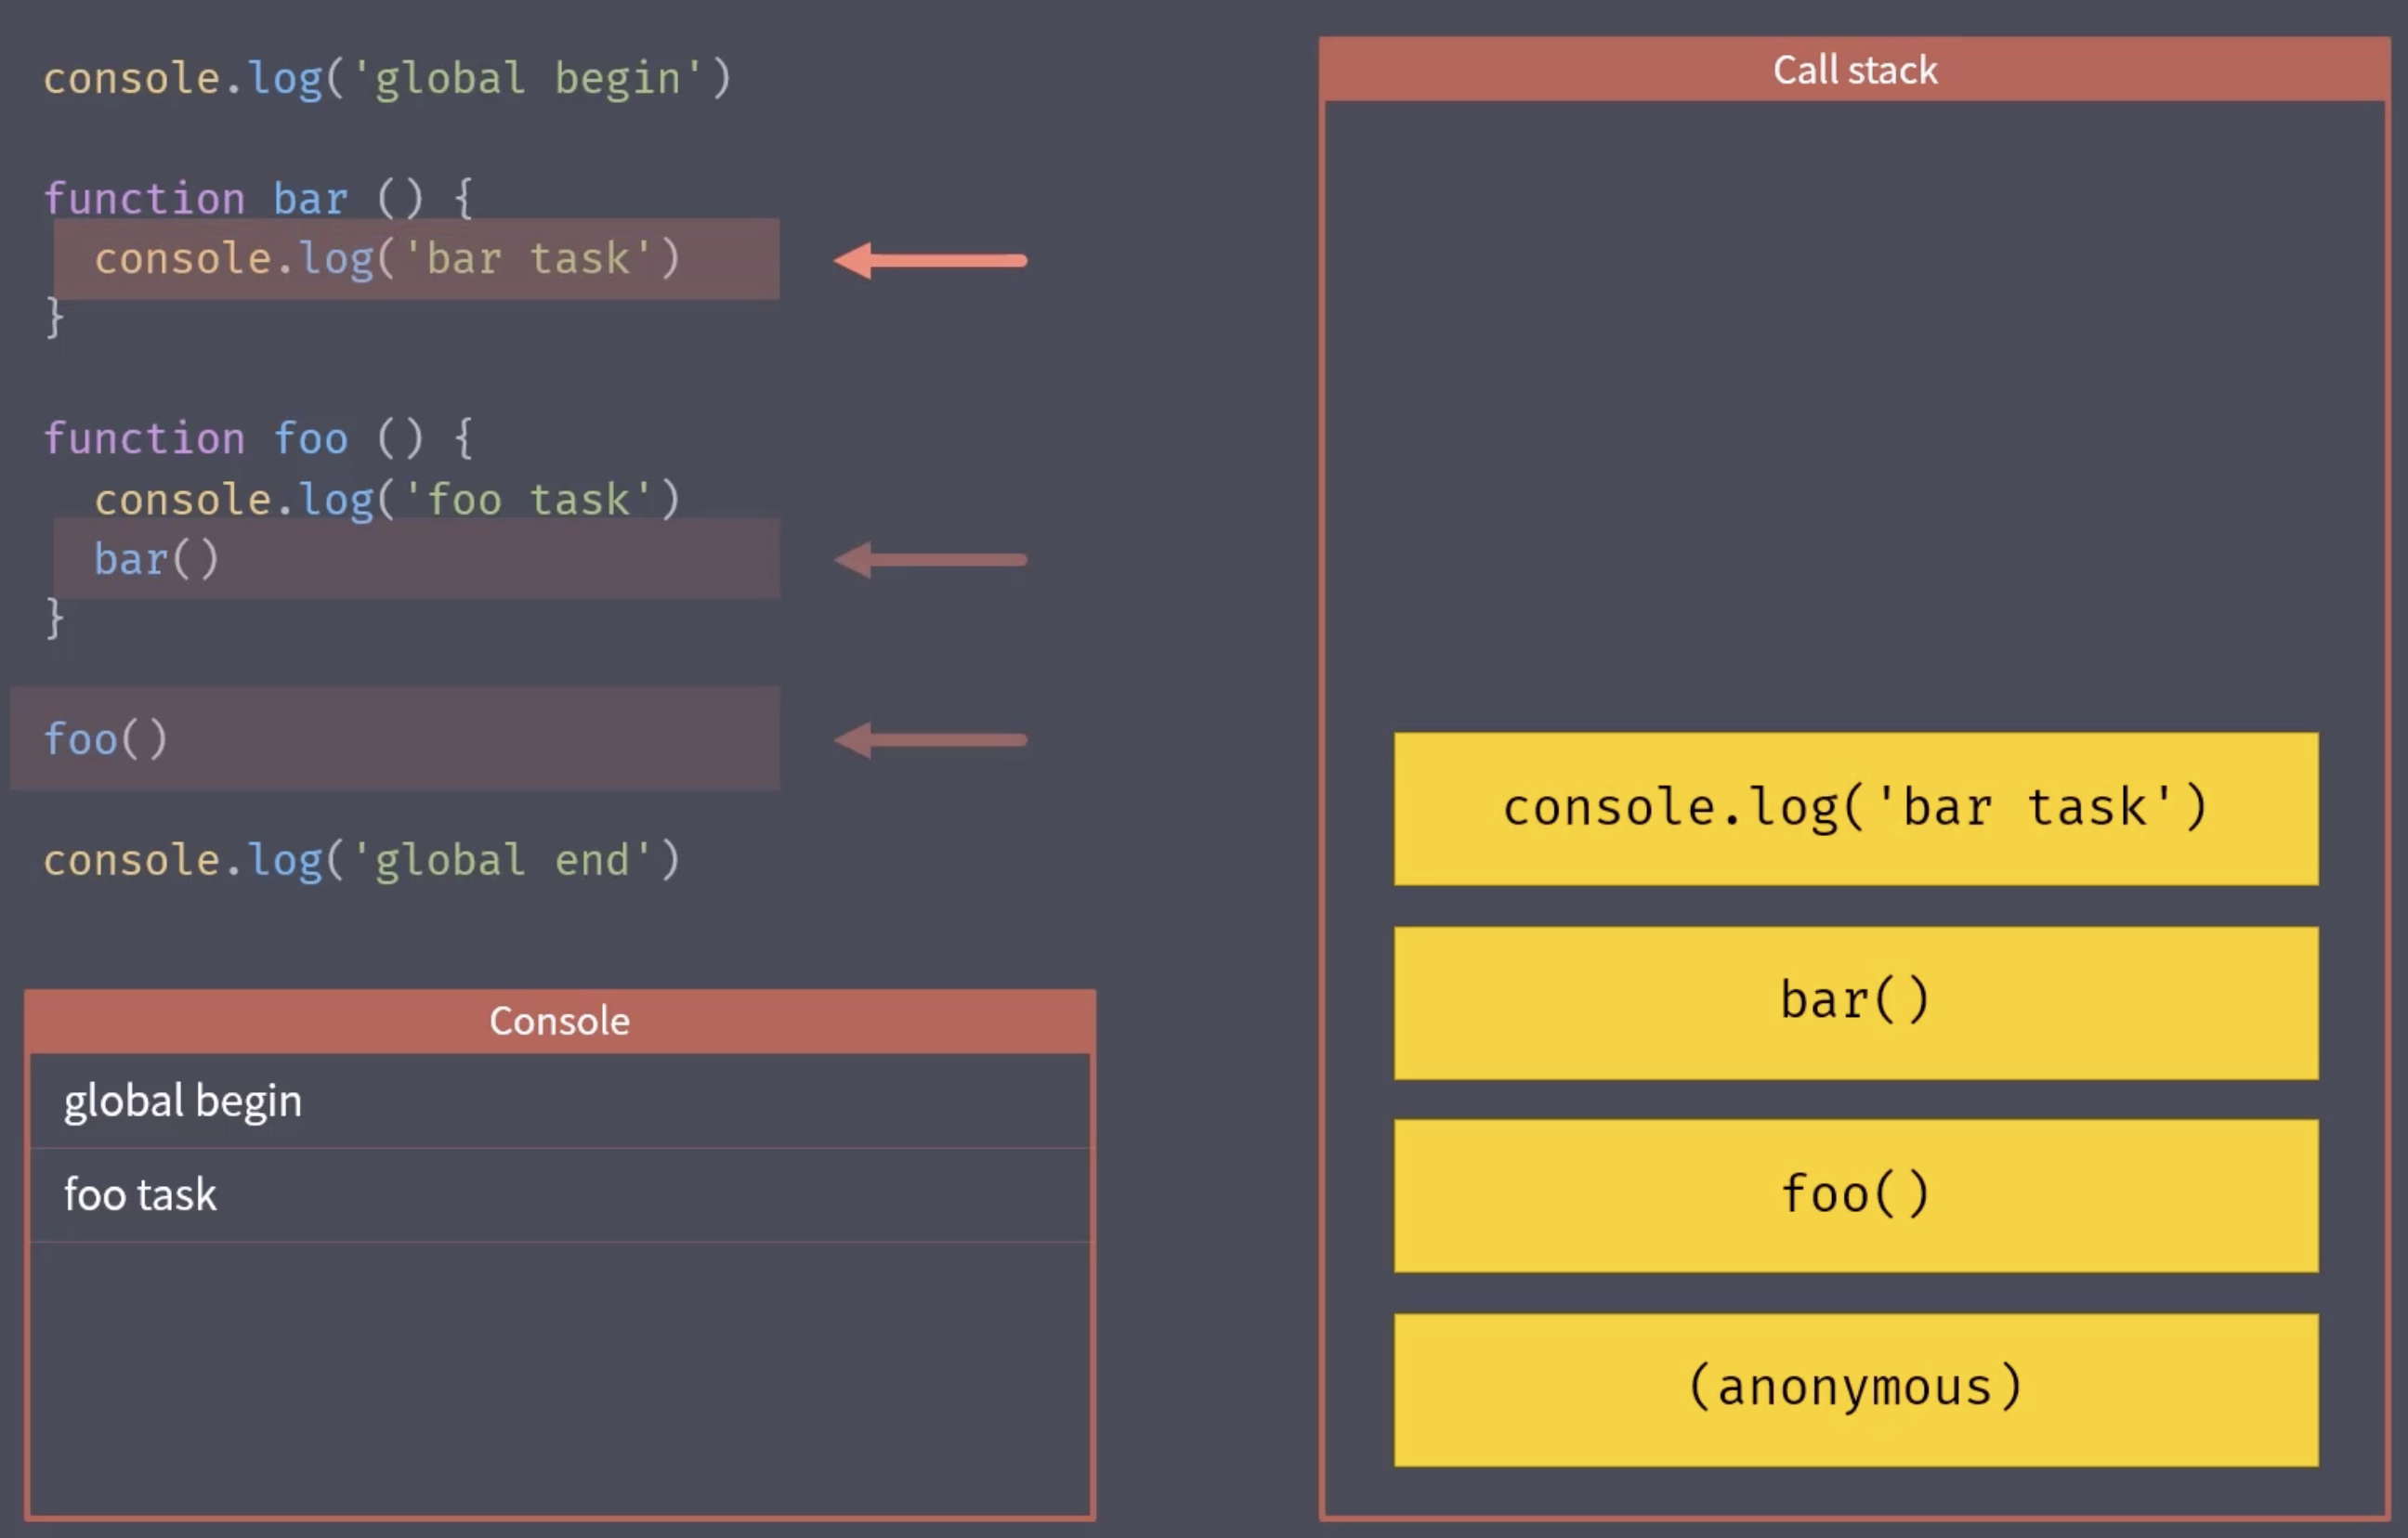 console.log('global begin')
function bar () {
  console.log('bar task')
}
function foo () {
  console.log('foo task')
  bar()
}
foo()
console.log('global end')
Console
global begin
foo task
Call stack
console.log('bar task')
bar()
foo()
(anonymous)